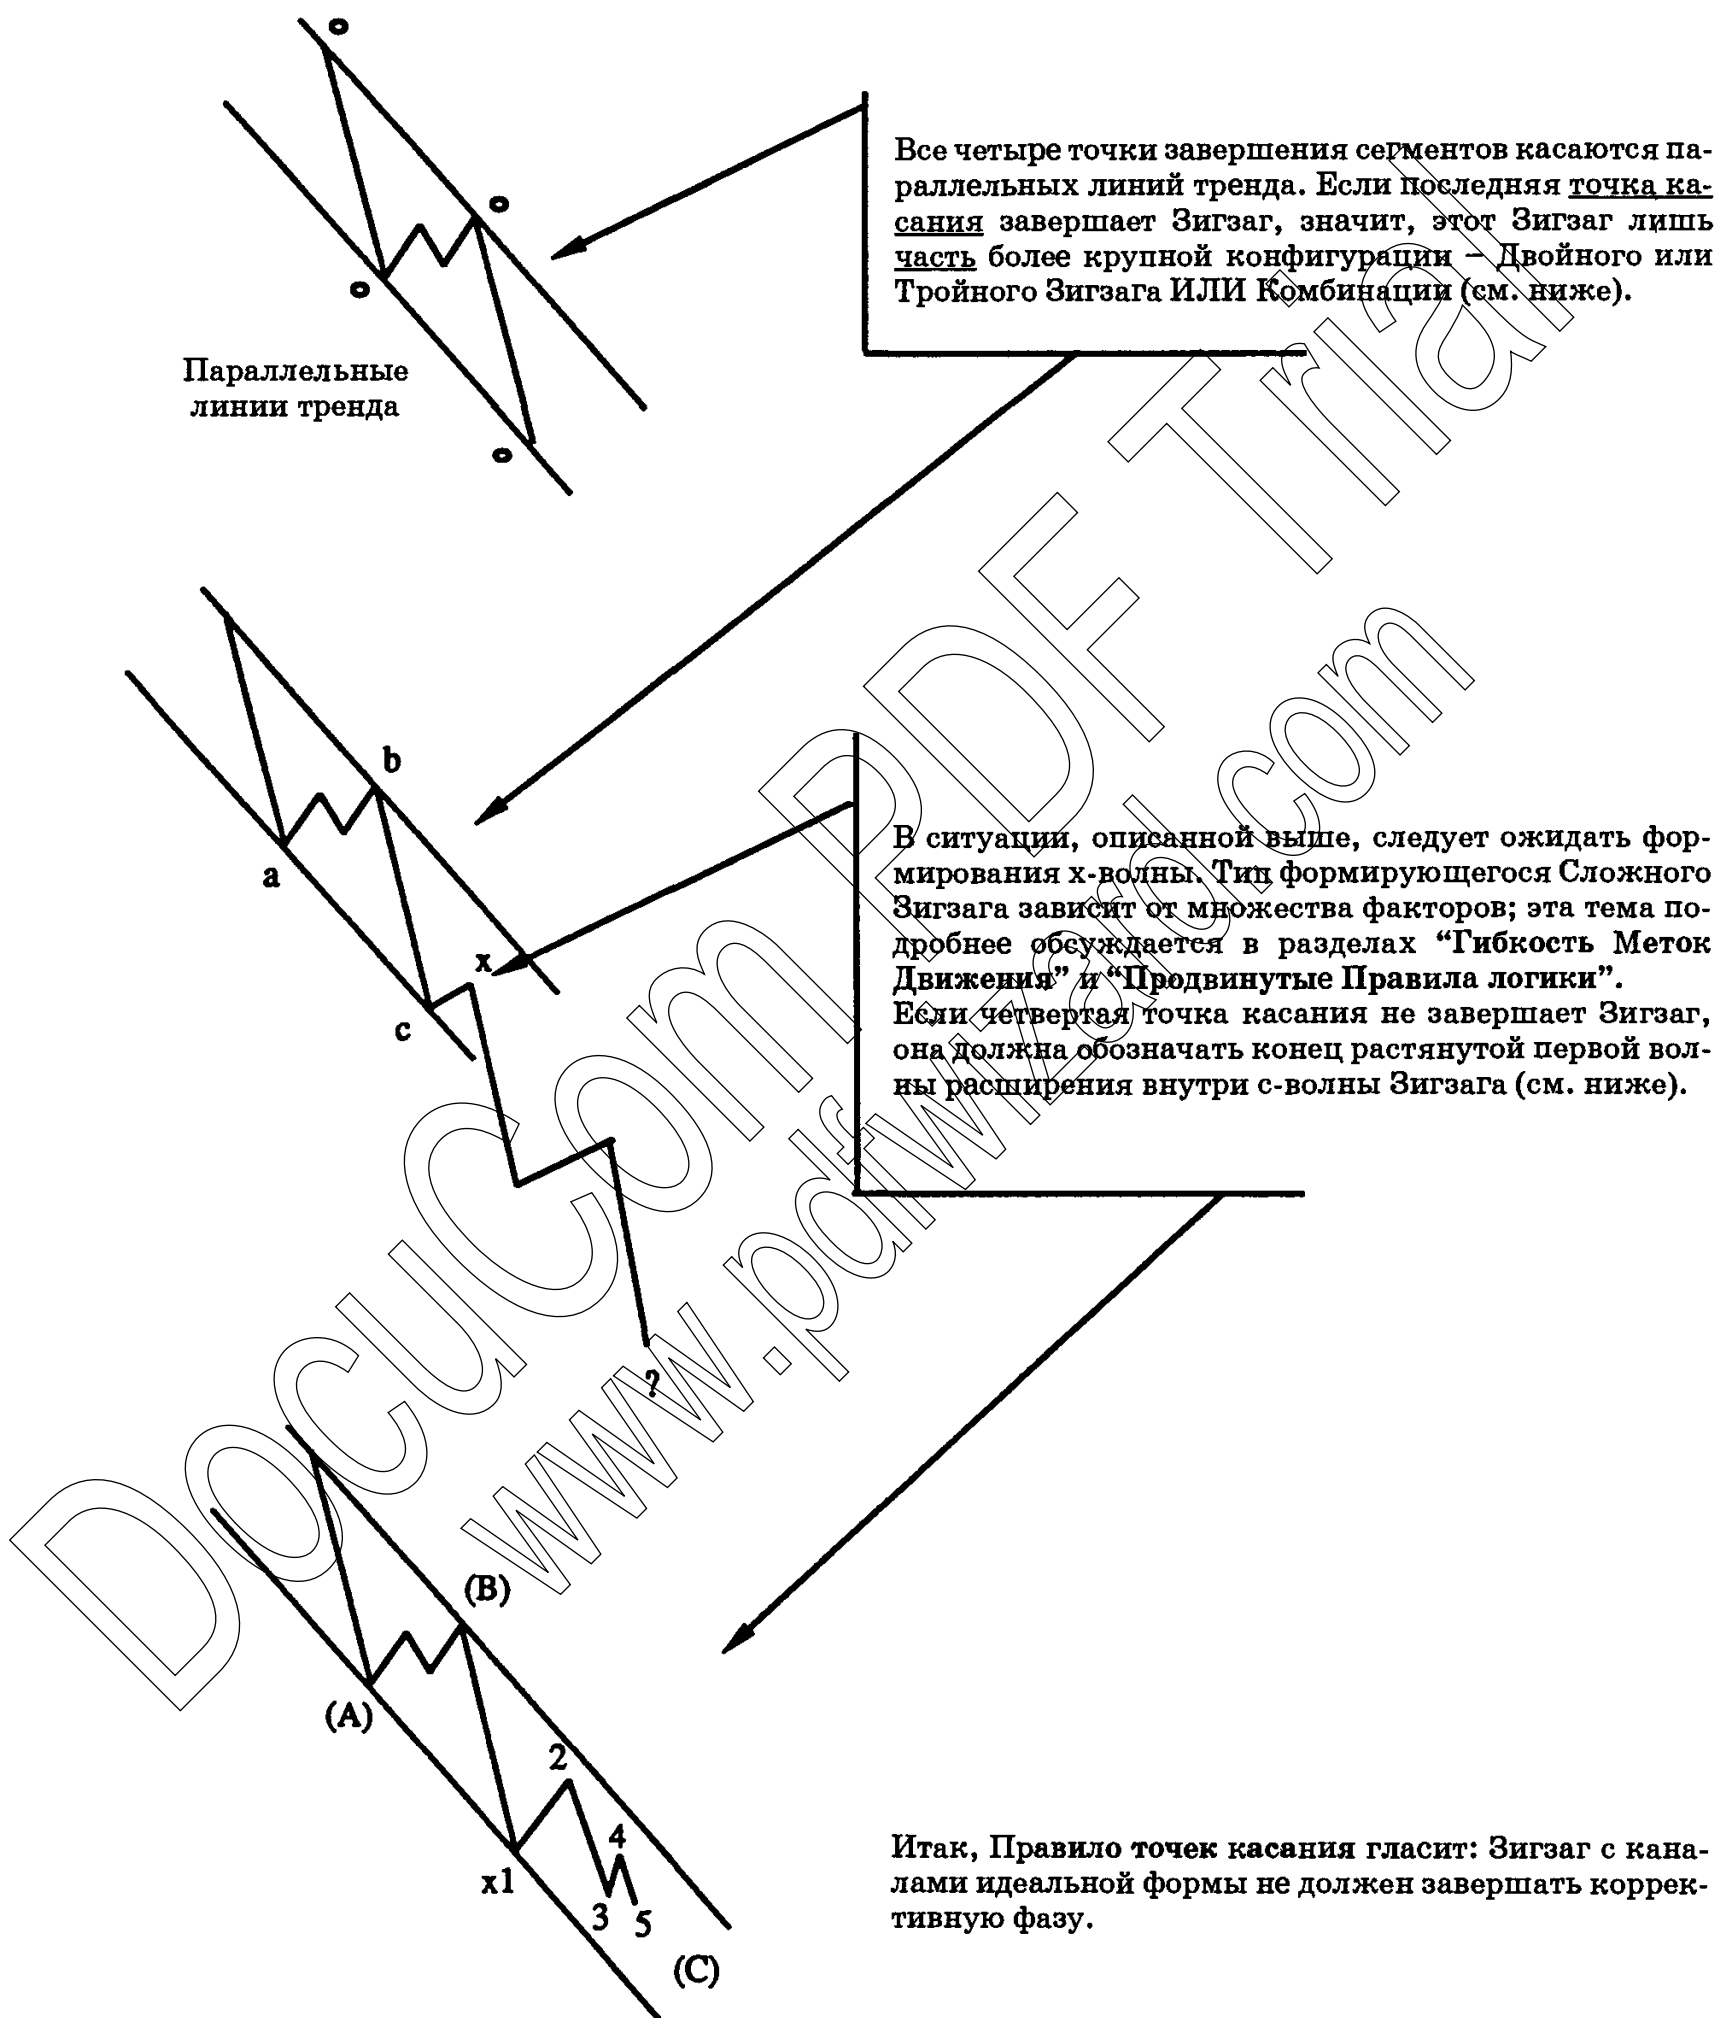 o
Все четыре точки завершения сегментов касаются па-
раллельных линий тренда. Если последняя точка ка-
сания завершает Зигзаг, значит, этот Зигзаг лишь
часть более крупной конфигурации – Двойного или
Тройного Зигзага ИЛИ Комбинации (см. ниже).
o
o
Параллельные
линии тренда
o
b
a
x
c
В ситуации, описанной выше, следует ожидать фор-
мирования x-волны. Тип формирующегося Сложного
Зигзага зависит от множества факторов; эта тема по-
дробнее обсуждается в разделах “Гибкость Меток
Движения” и “Продвинутые Правила логики”.
Если четвертая точка касания не завершает Зигзаг,
она должна обозначать конец растянутой первой вол-
ны расширения внутри c-волны Зигзага (см. ниже).
?
(B)
(A)
2
4
x1
3
5
(C)
Итак, Правило точек касания гласит: Зигзаг с кана-
лами идеальной формы не должен завершать коррек-
тивную фазу.
DocuCom PDF Trial
www.pdfwizard.com